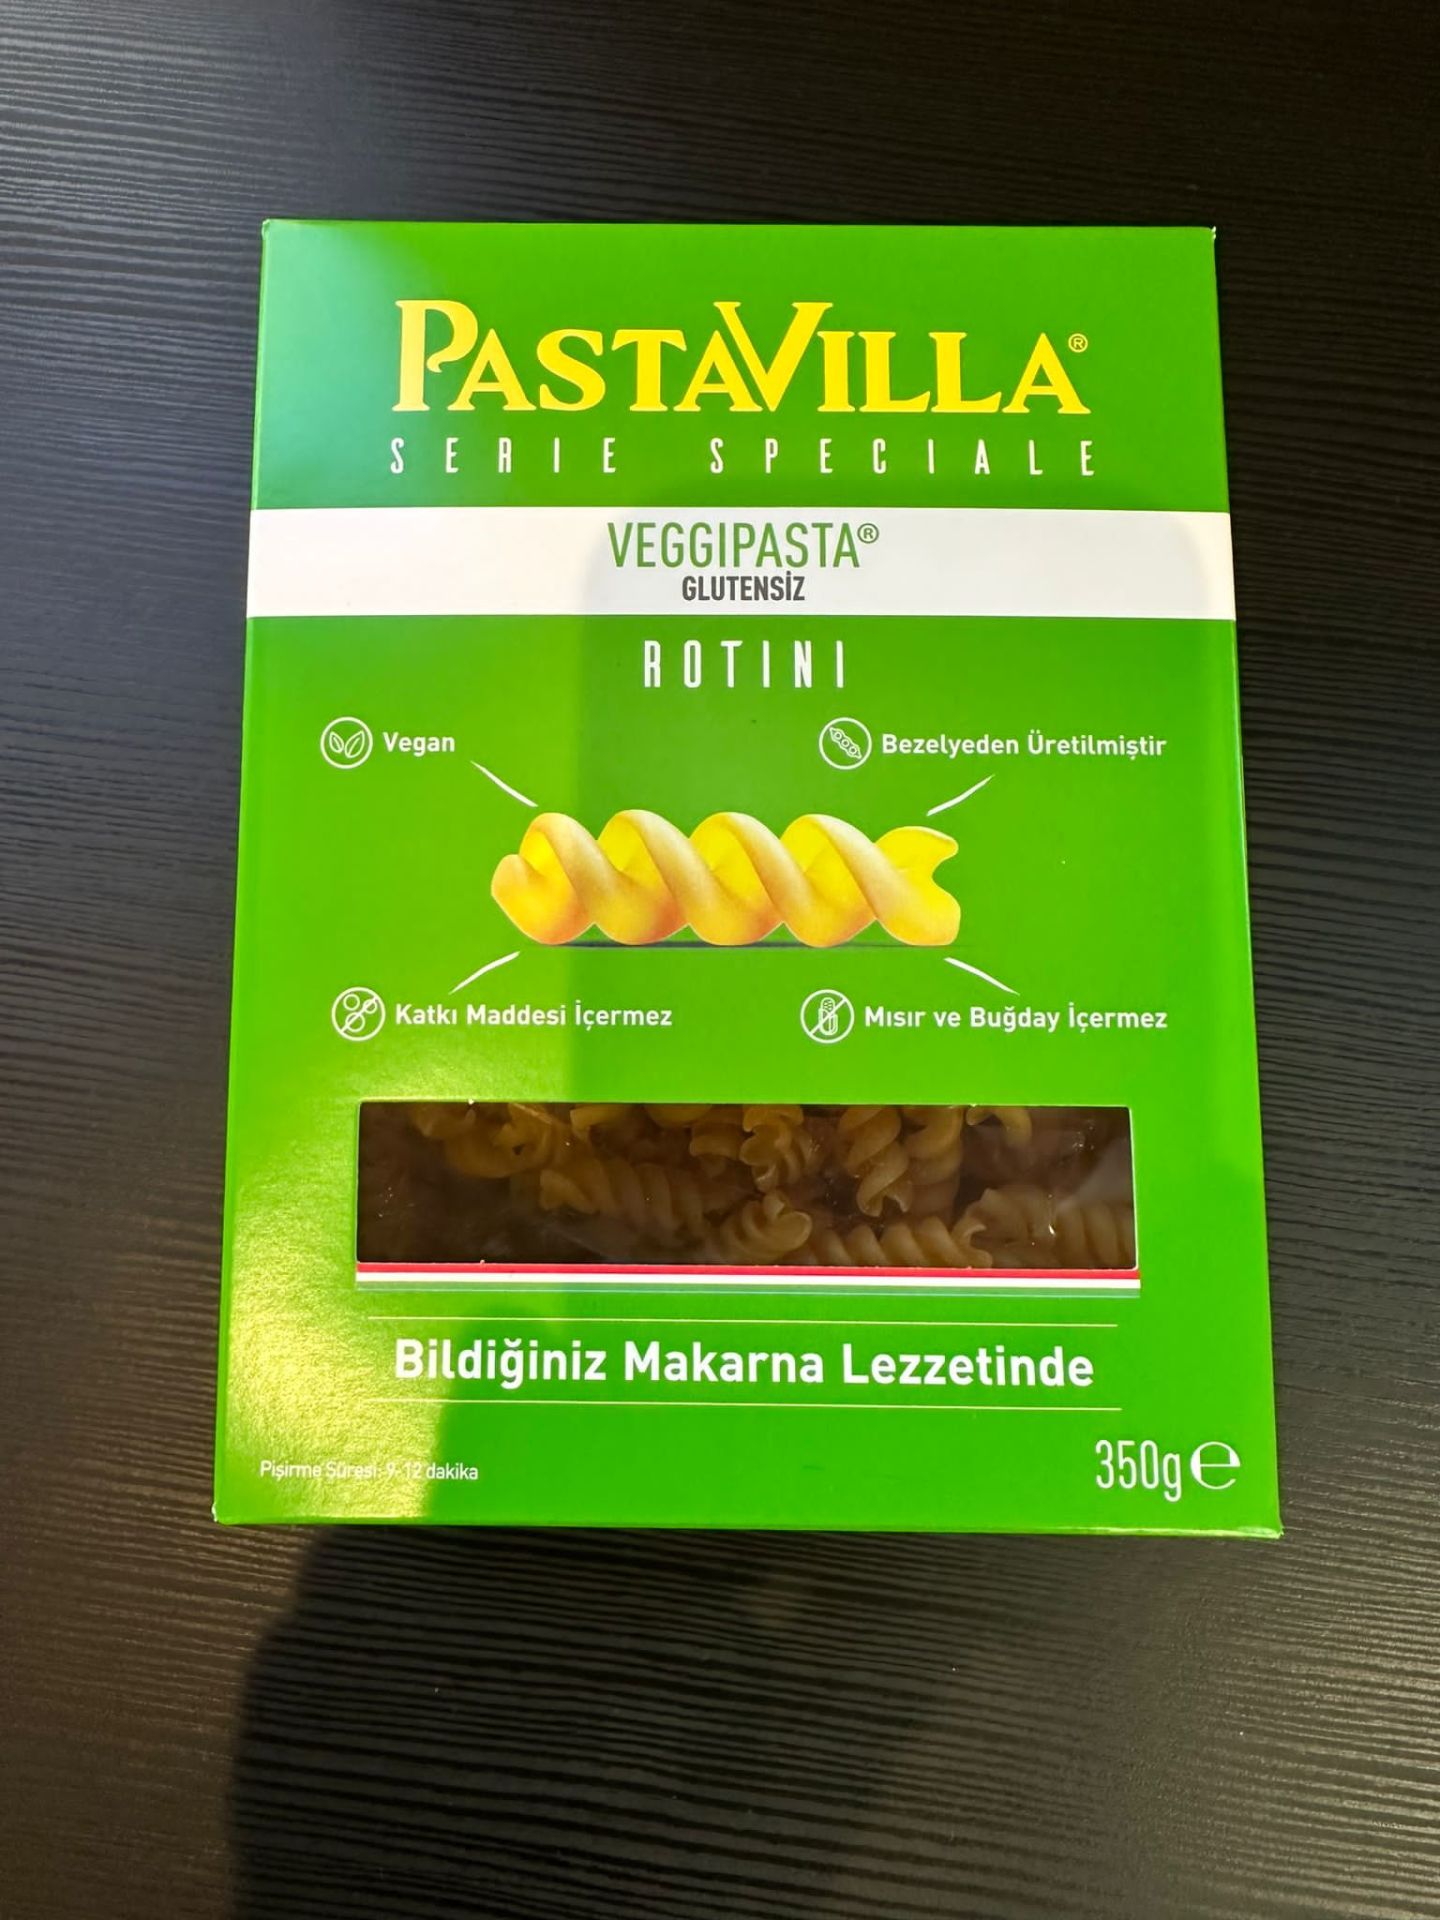 PASTAVILLA®
SERIE SPECIALE
VEGGIPASTA®
GLUTENSİZ
ROTINI
Vegan
Bezelyeden Üretilmiştir
Katkı Maddesi İçermez
Mısır ve Buğday İçermez
Bildiğiniz Makarna Lezzetinde
Pişirme Süresi: 9-12 dakika
350g ℮